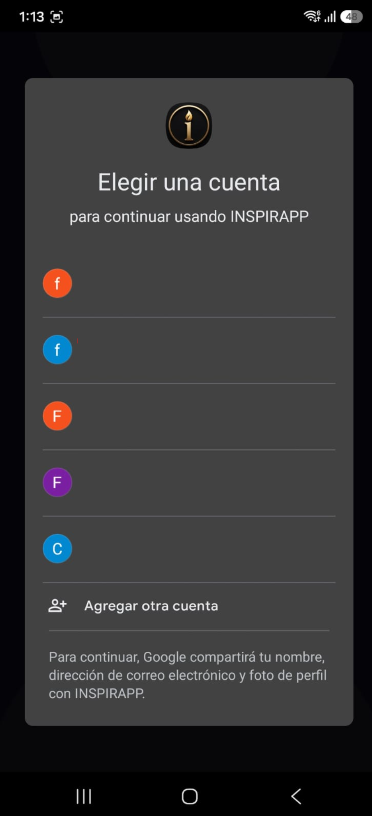 1:13
48
i
Elegir una cuenta
para continuar usando INSPIRAPP
f
f
F
F
C
Agregar otra cuenta
Para continuar, Google compartirá tu nombre,
dirección de correo electrónico y foto de perfil
con INSPIRAPP.